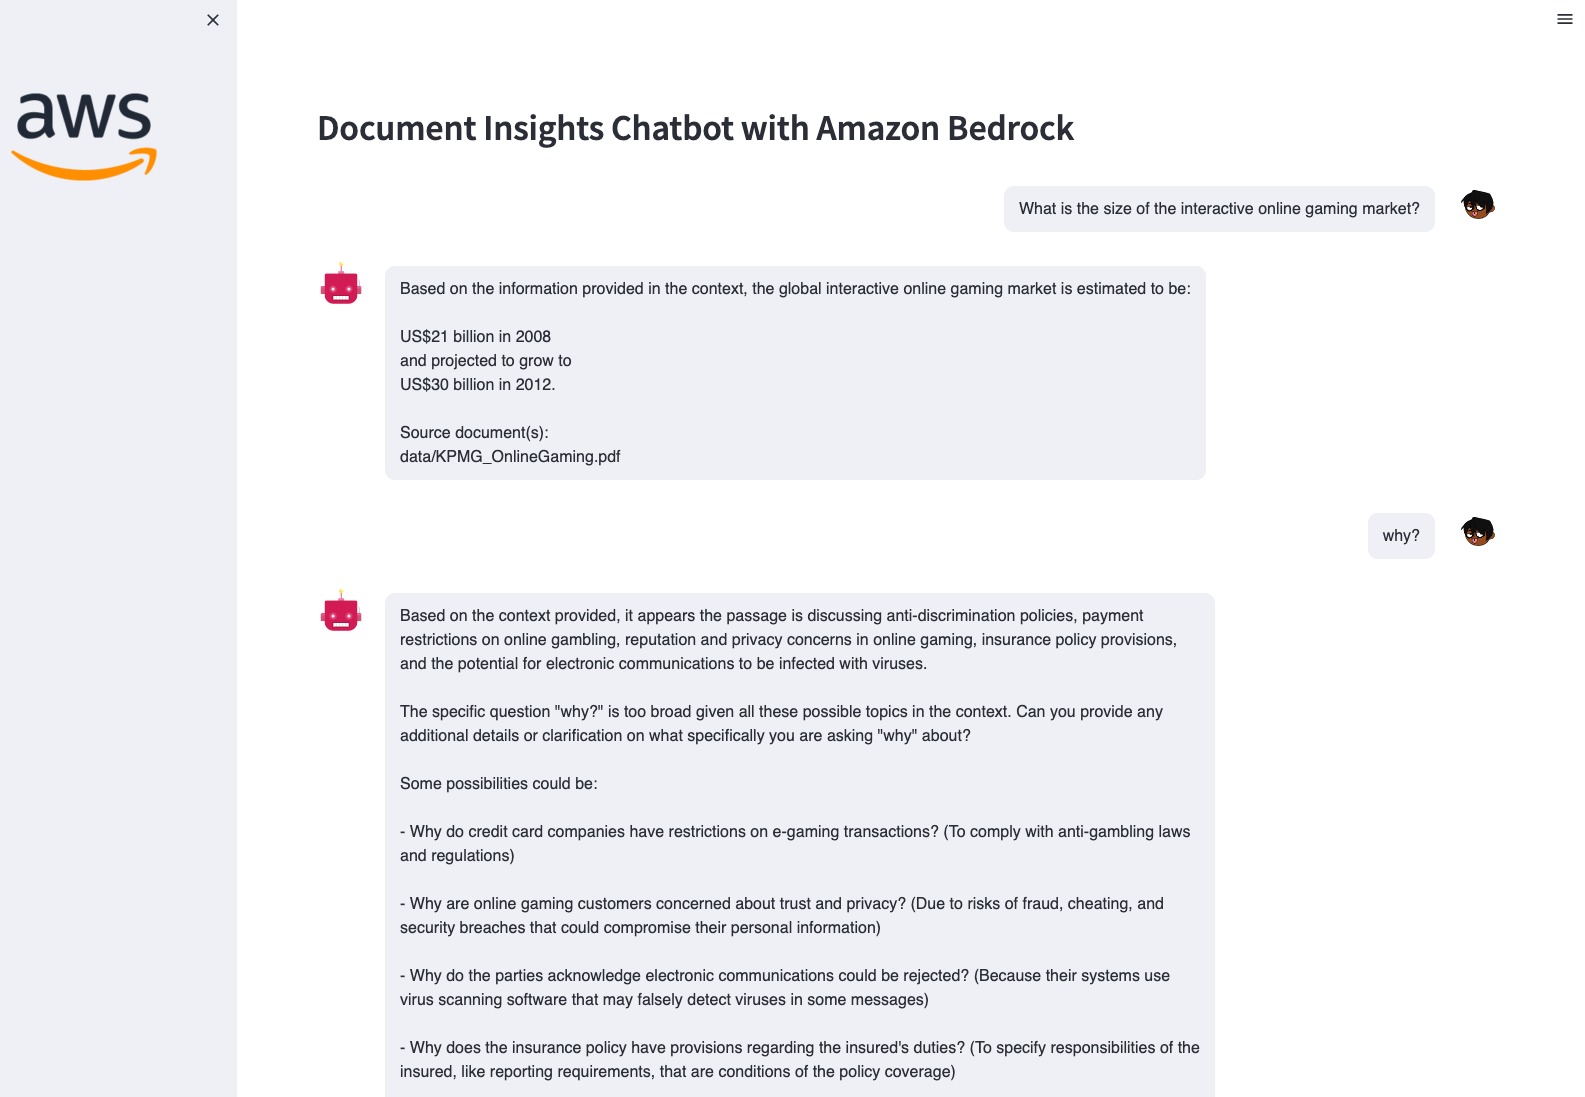 aws
Document Insights Chatbot with Amazon Bedrock
What is the size of the interactive online gaming market?
Based on the information provided in the context, the global interactive online gaming market is estimated to be:
US$21 billion in 2008
and projected to grow to
US$30 billion in 2012.
Source document(s):
data/KPMG_OnlineGaming.pdf
why?
Based on the context provided, it appears the passage is discussing anti-discrimination policies, payment
restrictions on online gambling, reputation and privacy concerns in online gaming, insurance policy provisions,
and the potential for electronic communications to be infected with viruses.
The specific question "why?" is too broad given all these possible topics in the context. Can you provide any
additional details or clarification on what specifically you are asking "why" about?
Some possibilities could be:
- Why do credit card companies have restrictions on e-gaming transactions? (To comply with anti-gambling laws
and regulations)
- Why are online gaming customers concerned about trust and privacy? (Due to risks of fraud, cheating, and
security breaches that could compromise their personal information)
- Why do the parties acknowledge electronic communications could be rejected? (Because their systems use
virus scanning software that may falsely detect viruses in some messages)
- Why does the insurance policy have provisions regarding the insured's duties? (To specify responsibilities of the
insured, like reporting requirements, that are conditions of the policy coverage)